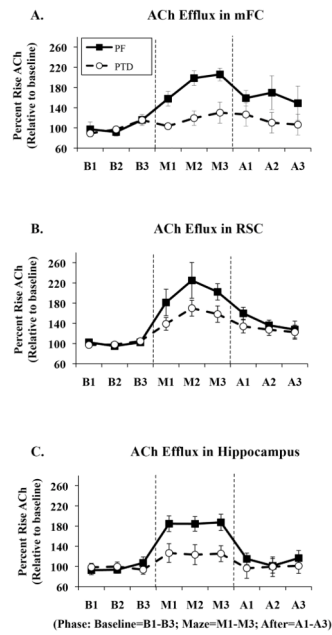 A. ACh Efflux in mFC
Percent Rise ACh
(Relative to baseline)
260
220
180
140
100
60
PF
PTD
B1 B2 B3 M1 M2 M3 A1 A2 A3
B. ACh Eflux in RSC
Percent Rise ACh
(Relative to baseline)
260
220
180
140
100
60
B1 B2 B3 M1 M2 M3 A1 A2 A3
C. ACh Efflux in Hippocampus
Percent Rise ACh
(Relative to baseline)
260
220
180
140
100
60
B1 B2 B3 M1 M2 M3 A1 A2 A3
(Phase: Baseline=B1-B3; Maze=M1-M3; After=A1-A3)